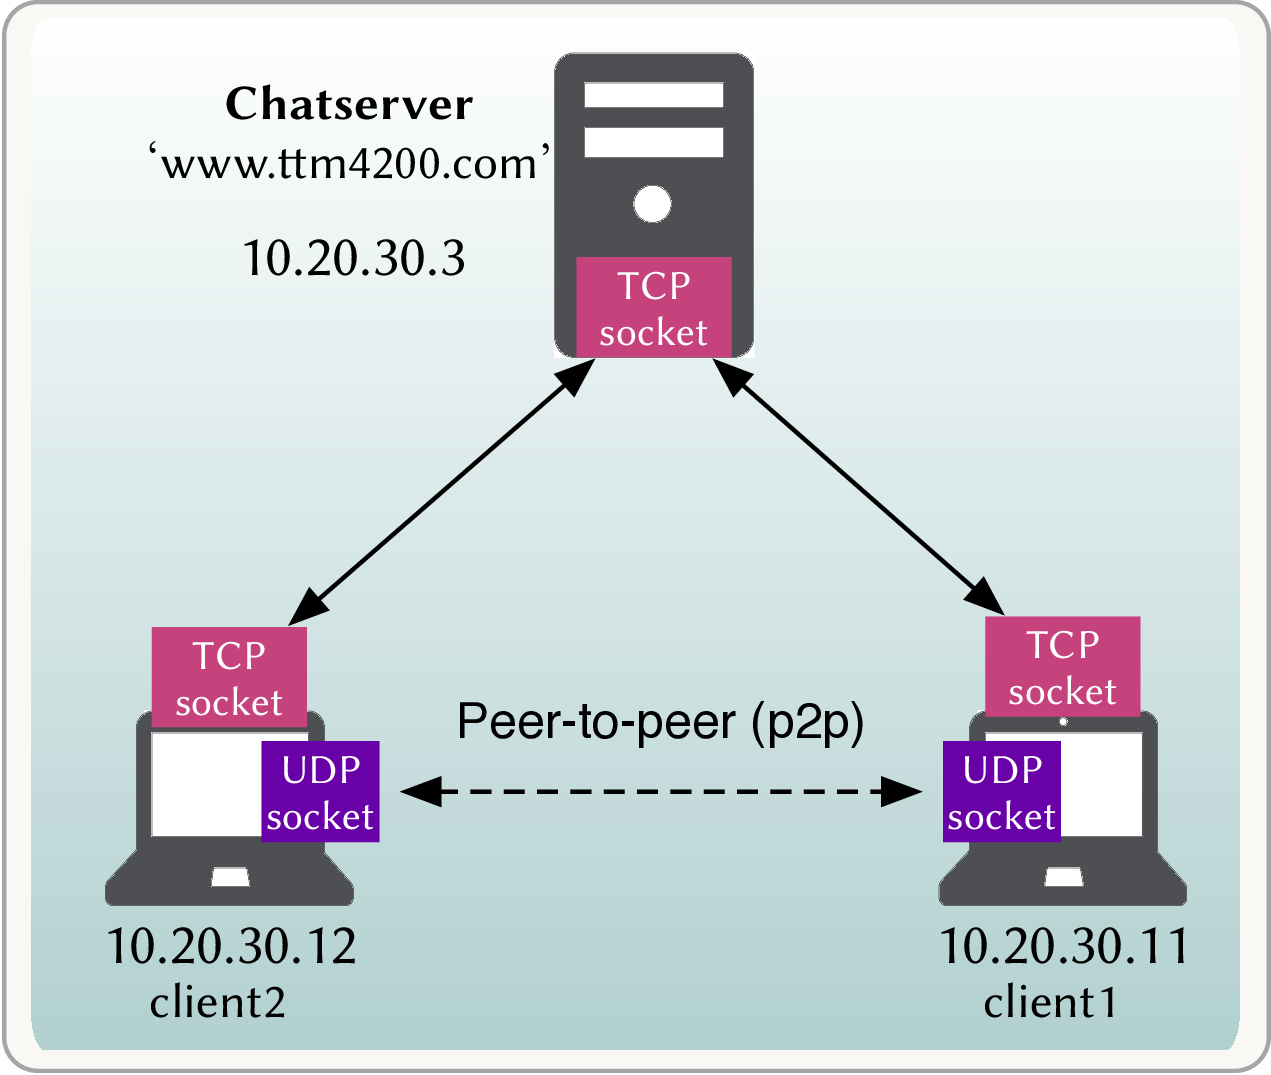 Chatserver
‘www.ttm4200.com’
10.20.30.3
TCP
socket
TCP
socket
TCP
socket
Peer-to-peer (p2p)
UDP
socket
UDP
socket
10.20.30.12
client2
10.20.30.11
client1